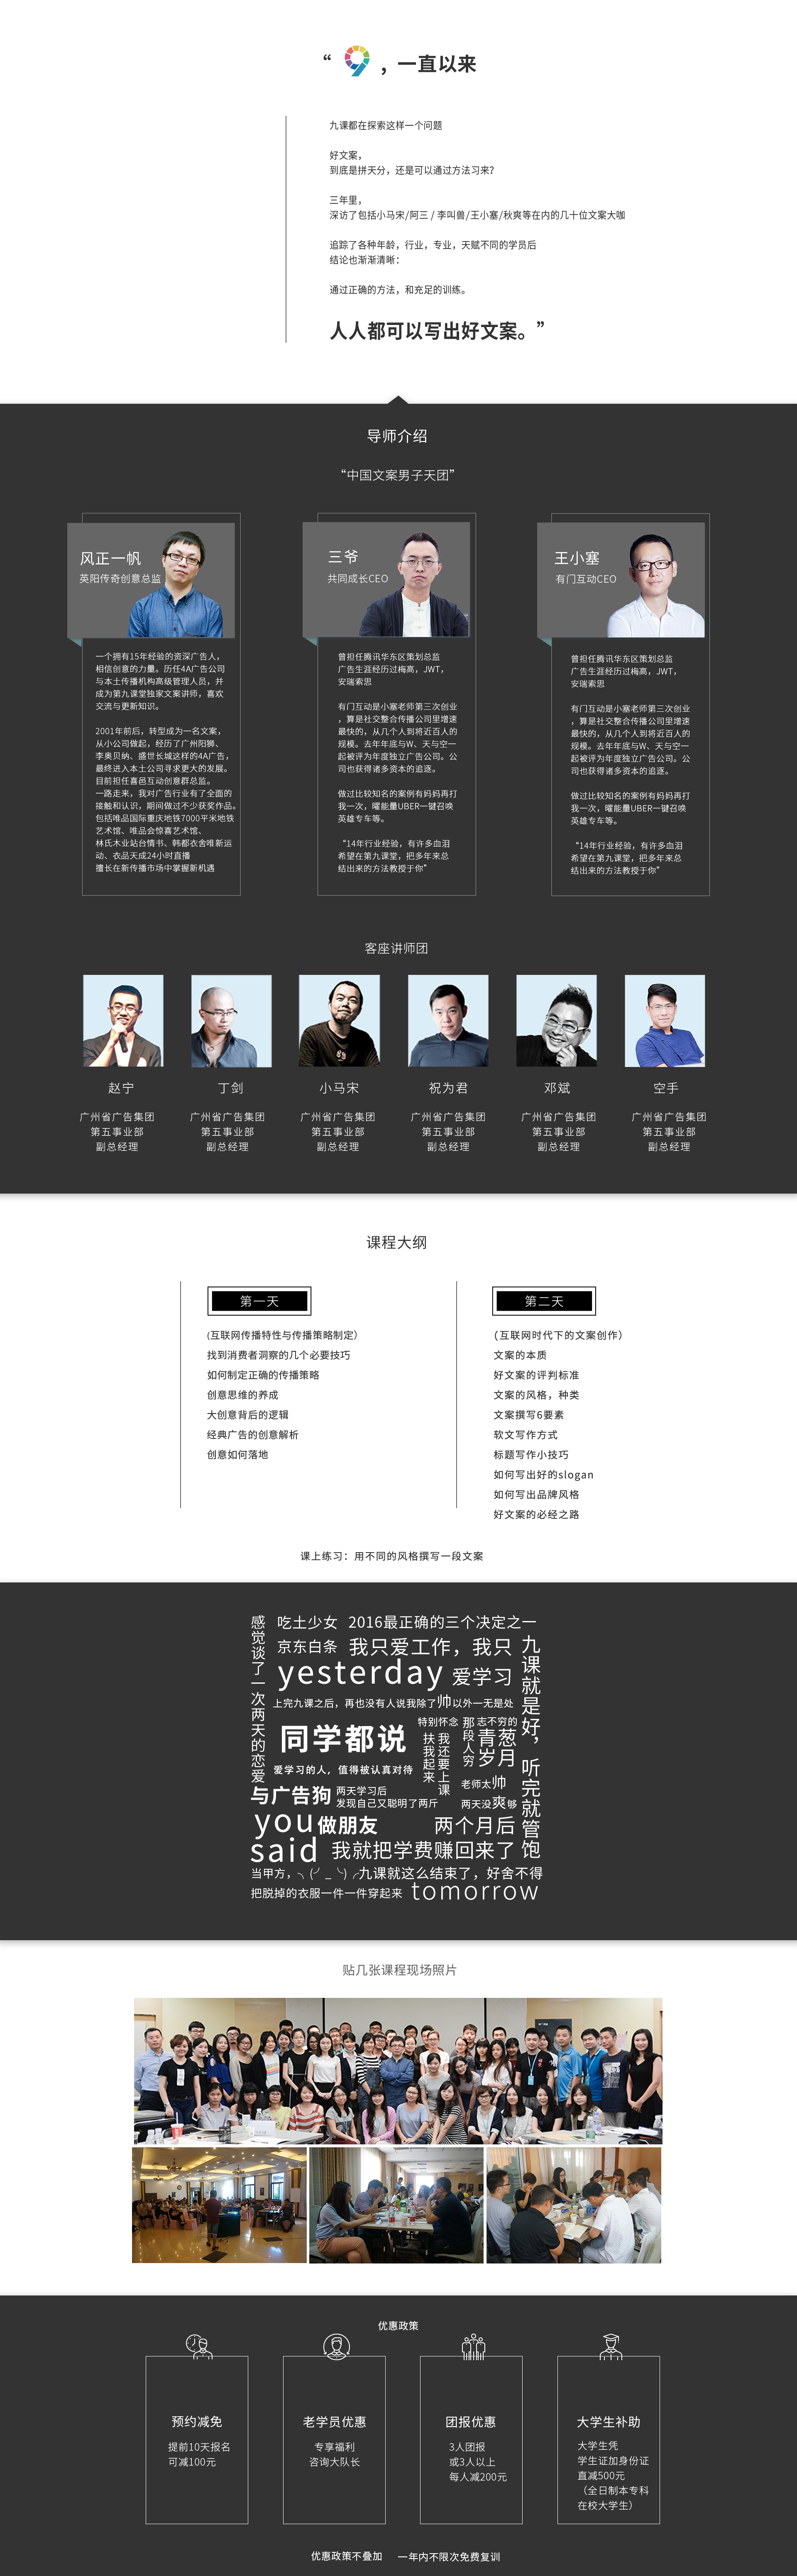 “ 9 ，一直以来
九课都在探索这样一个问题
好文案，
到底是拼天分，还是可以通过方法习来?
三年里，
深访了包括小马宋/阿三 / 李叫兽/王小塞/秋爽等在内的几十位文案大咖
追踪了各种年龄，行业，专业，天赋不同的学员后
结论也渐渐清晰：
通过正确的方法，和充足的训练。
人人都可以写出好文案。”
导师介绍
“中国文案男子天团”
风正一帆
英阳传奇创意总监
一个拥有15年经验的资深广告人，
相信创意的力量。历任4A广告公司
与本土传播机构高级管理人员，并
成为第九课堂独家文案讲师，喜欢
交流与更新知识。
2001年前后，转型成为一名文案，
从小公司做起，经历了广州阳狮、
李奥贝纳、盛世长城这样的4A广告，
最终进入本土公司寻求更大的发展。
目前担任喜邑互动创意群总监。
一路走来，我对广告行业有了全面的
接触和认识，期间做过不少获奖作品。
包括唯品国际重庆地铁7000平米地铁
艺术馆、唯品会惊喜艺术馆、
林氏木业站台情书、韩都衣舍唯新运
动、衣品天成24小时直播
擅长在新传播市场中掌握新机遇
三爷
共同成长CEO
曾担任腾讯华东区策划总监
广告生涯经历过梅高，JWT，
安瑞索思
有门互动是小塞老师第三次创业
，算是社交整合传播公司里增速
最快的，从几个人到将近百人的
规模。去年年底与W、天与空一
起被评为年度独立广告公司。公
司也获得诸多资本的追逐。
做过比较知名的案例有妈妈再打
我一次，曜能量UBER一键召唤
英雄专车等。
“14年行业经验，有许多血泪
希望在第九课堂，把多年来总
结出来的方法教授于你”
王小塞
有门互动CEO
曾担任腾讯华东区策划总监
广告生涯经历过梅高，JWT，
安瑞索思
有门互动是小塞老师第三次创业
，算是社交整合传播公司里增速
最快的，从几个人到将近百人的
规模。去年年底与W、天与空一
起被评为年度独立广告公司。公
司也获得诸多资本的追逐。
做过比较知名的案例有妈妈再打
我一次，曜能量UBER一键召唤
英雄专车等。
“14年行业经验，有许多血泪
希望在第九课堂，把多年来总
结出来的方法教授于你”
客座讲师团
赵宁
广州省广告集团
第五事业部
副总经理
丁剑
广州省广告集团
第五事业部
副总经理
小马宋
广州省广告集团
第五事业部
副总经理
祝为君
广州省广告集团
第五事业部
副总经理
邓斌
广州省广告集团
第五事业部
副总经理
空手
广州省广告集团
第五事业部
副总经理
课程大纲
第一天
(互联网传播特性与传播策略制定）
找到消费者洞察的几个必要技巧
如何制定正确的传播策略
创意思维的养成
大创意背后的逻辑
经典广告的创意解析
创意如何落地
第二天
(互联网时代下的文案创作）
文案的本质
好文案的评判标准
文案的风格，种类
文案撰写6要素
软文写作方式
标题写作小技巧
如何写出好的slogan
如何写出品牌风格
好文案的必经之路
课上练习：用不同的风格撰写一段文案
感觉谈了一次两天的恋爱
吃土少女
2016最正确的三个决定之一
京东白条
我只爱工作，我只
爱学习
yesterday
九课就是好，听完就管饱
上完九课之后，再也没有人说我除了帅以外一无是处
同学都说
特别怀念
那段人穷
志不穷的
青葱
岁月
扶我起来
我还要上课
爱学习的人，值得被认真对待
老师太帅
与广告狗
两天学习后
发现自己又聪明了两斤
两天没爽够
you
做朋友
两个月后
said
我就把学费赚回来了
当甲方，╮(╯_╰)╭
九课就这么结束了，好舍不得
把脱掉的衣服一件一件穿起来
tomorrow
贴几张课程现场照片
优惠政策
预约减免
提前10天报名
可减100元
老学员优惠
专享福利
咨询大队长
团报优惠
3人团报
或3人以上
每人减200元
大学生补助
大学生凭
学生证加身份证
直减500元
（全日制本专科
在校大学生）
优惠政策不叠加
一年内不限次免费复训